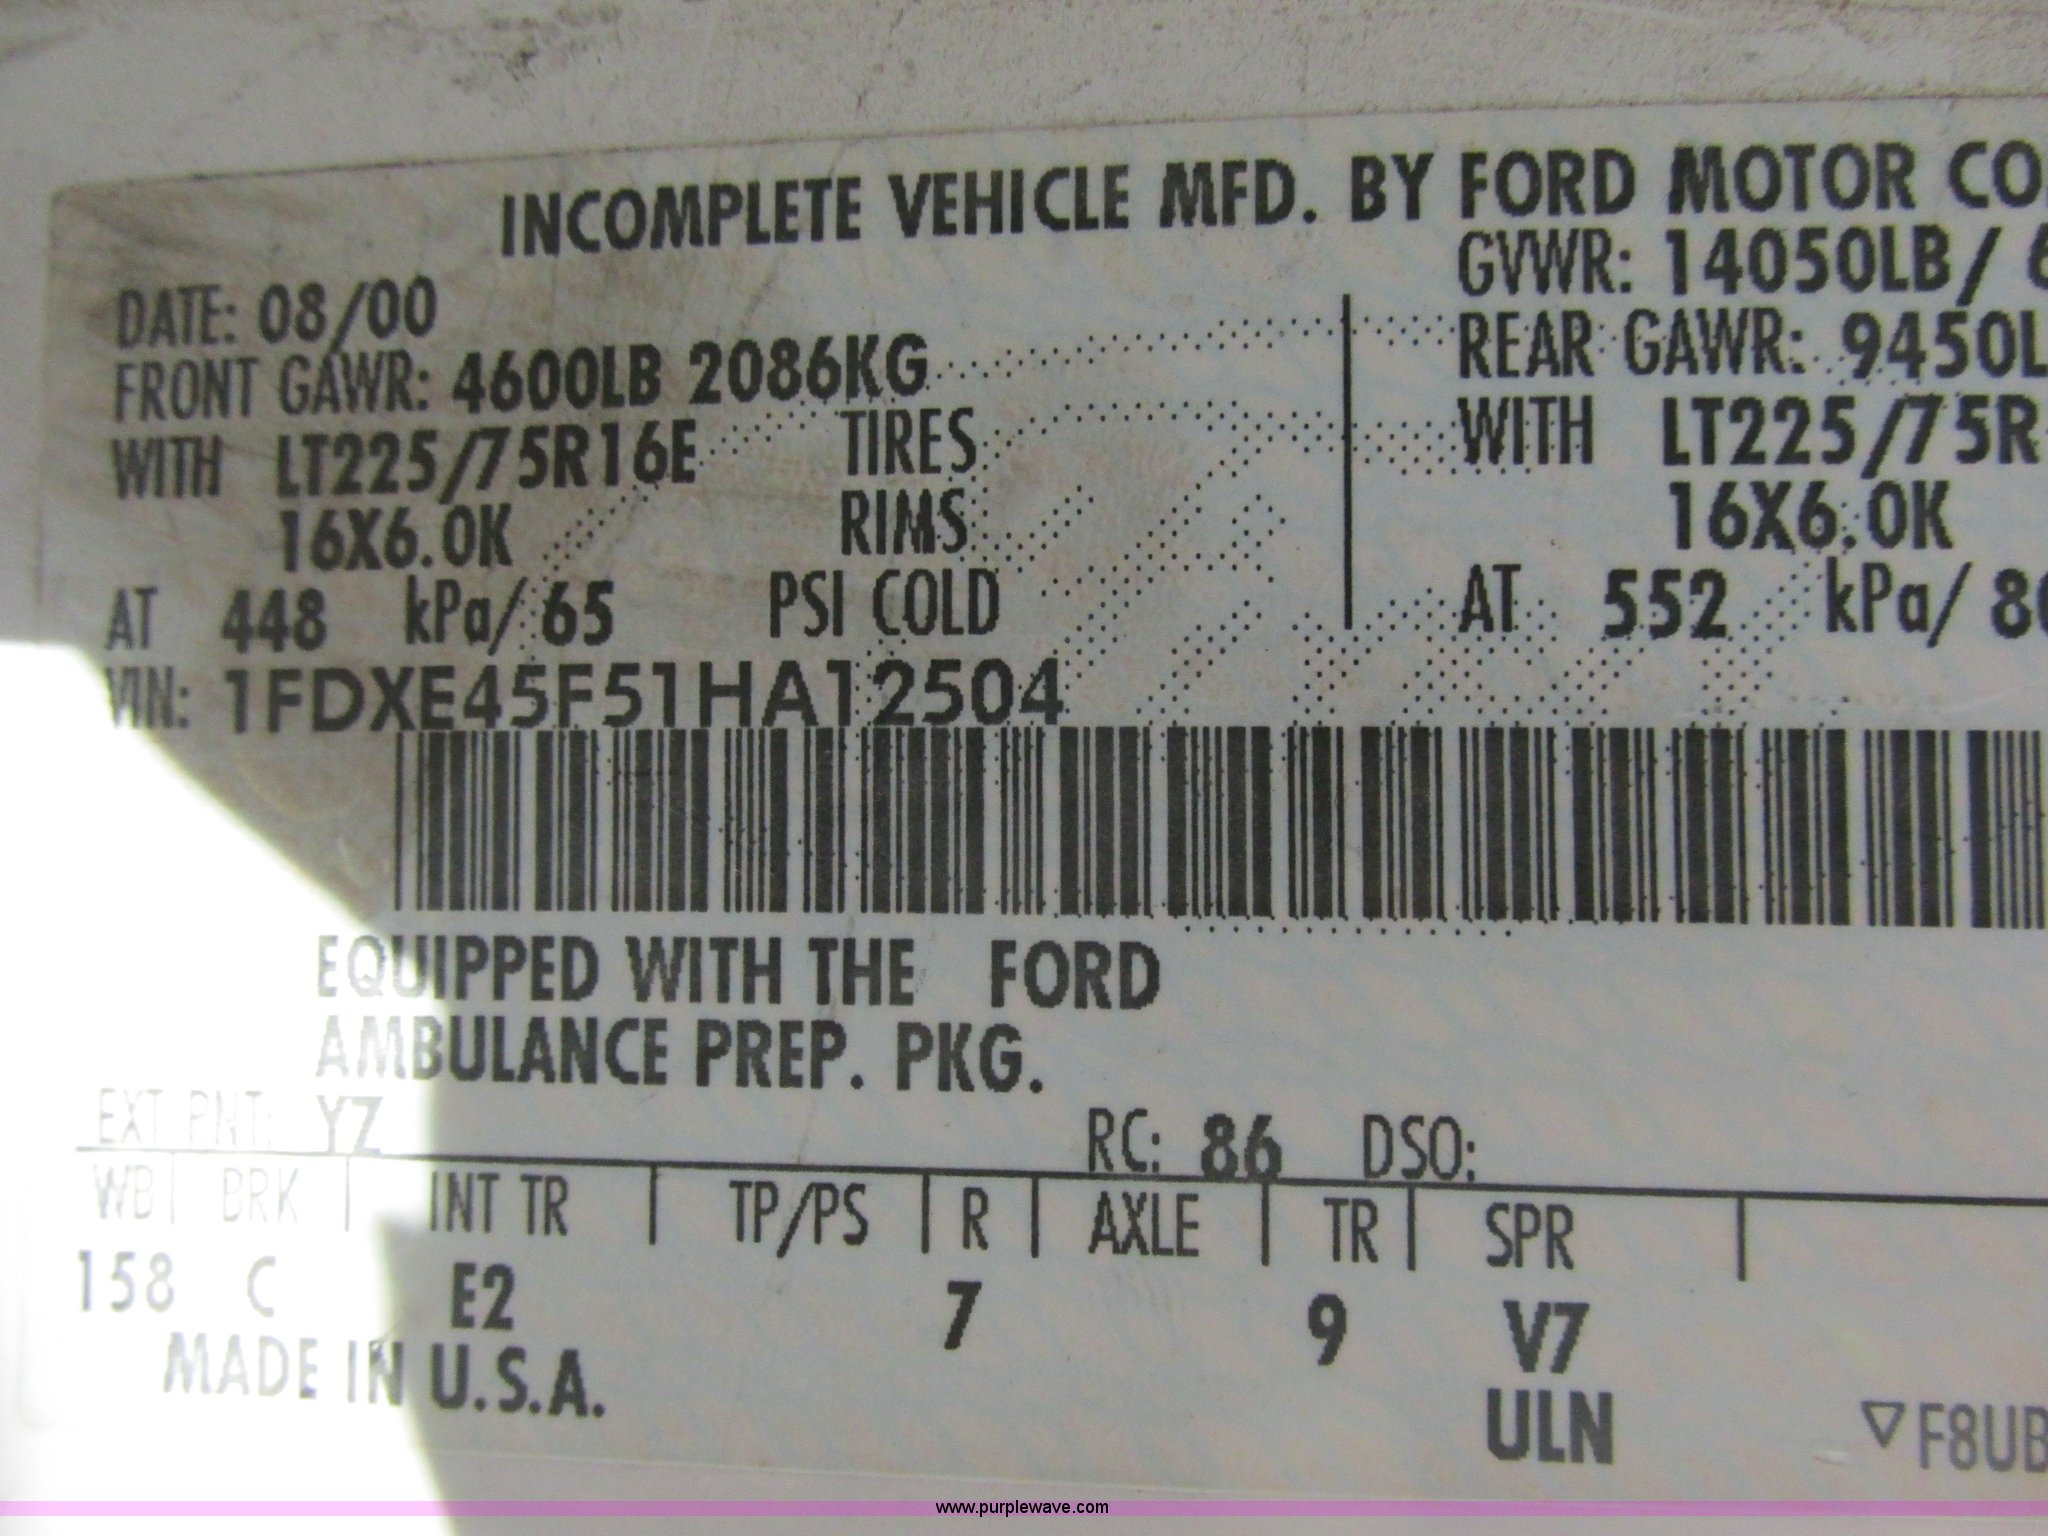 INCOMPLETE VEHICLE MFD. BY FORD MOTOR CO
DATE: 08/00 GVWR: 14050LB/ 6
FRONT GAWR: 4600LB 2086KG REAR GAWR: 9450L
WITH LT225/75R16E TIRES WITH LT225/75R
16X6.0K RIMS 16X6.0K
AT 448 kPa/ 65 PSI COLD AT 552 kPa/ 80
VIN: 1FDXE45F51HA12504
EQUIPPED WITH THE FORD
AMBULANCE PREP. PKG.
EXT PNT: YZ RC: 86 DSO:
WB BRK INT TR TP/PS R AXLE TR SPR
158 C E2 7 9 V7
MADE IN U.S.A. ULN
▽ F8UB
www.purplewave.com